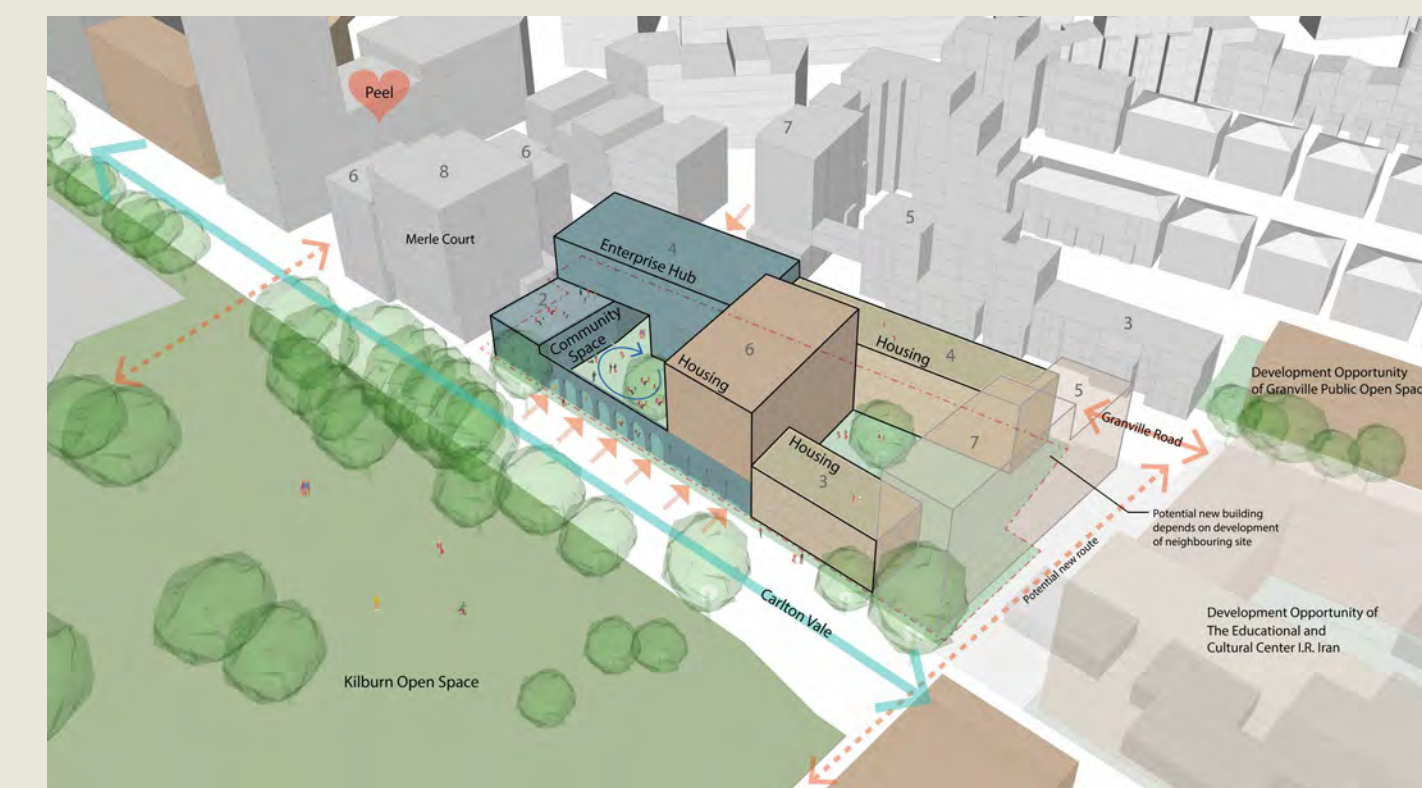 Peel
7
6
6
8
Merle Court
5
4
Enterprise Hub
2
Community
Space
3
Housing
4
6
Housing
Development Opportunity
of Granville Public Open Spac
5
Granville Road
7
Housing
3
Potential new building
depends on development
of neighbouring site
Potential new route
Carlton Vale
Development Opportunity of
The Educational and
Cultural Center I.R. Iran
Kilburn Open Space